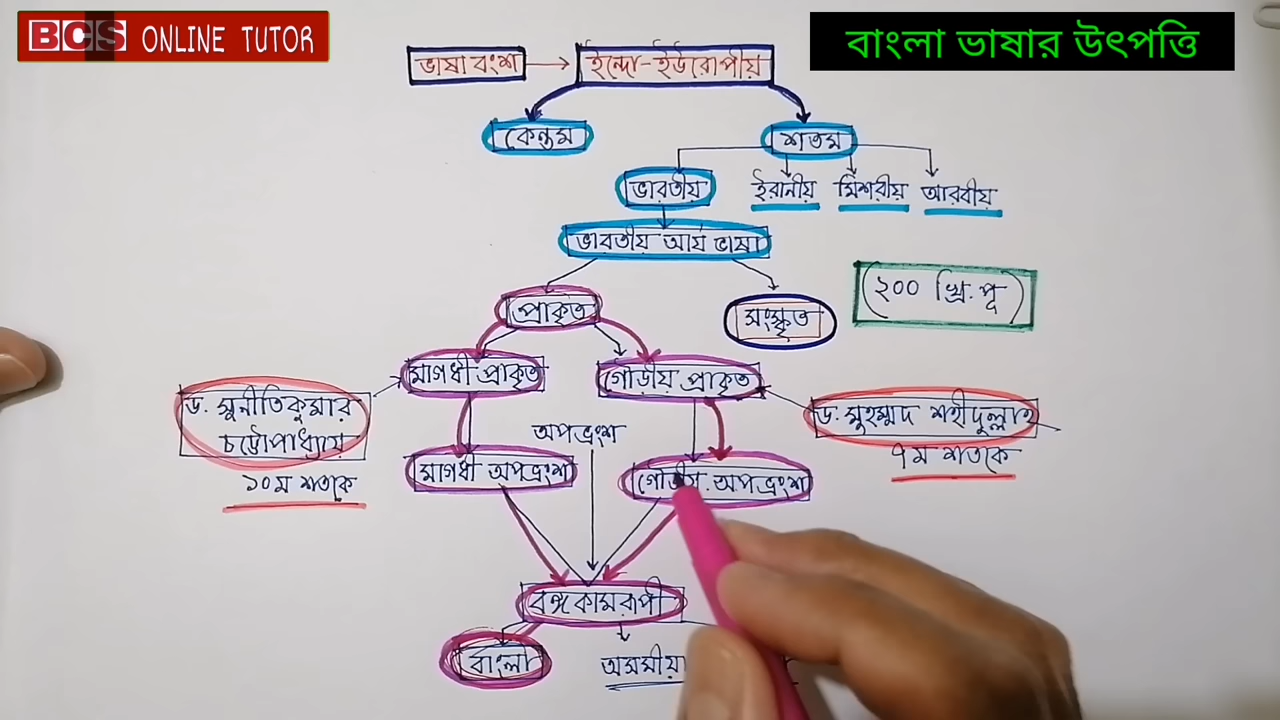 BCS ONLINE TUTOR
বাংলা ভাষার উৎপত্তি
ভাষা বংশ
ইন্দো-ইউরোপীয়
কেন্তম
শতম
ভারতীয়
ইরানীয়
মিশরীয়
আরবীয়
ভারতীয় আর্য ভাষা
(২০০ খ্রি. পূ)
প্রাকৃত
সংস্কৃত
মাগধী প্রাকৃত
গৌড়ীয় প্রাকৃত
ড. সুনীতিকুমার
চট্টোপাধ্যায়
১০ম শতকে
ড. মুহম্মদ শহীদুল্লাহ
৭ম শতকে
অপভ্রংশ
মাগধী অপভ্রংশ
গৌড়ীয় অপভ্রংশ
বঙ্গকামরূপী
বাংলা
অসমীয়া